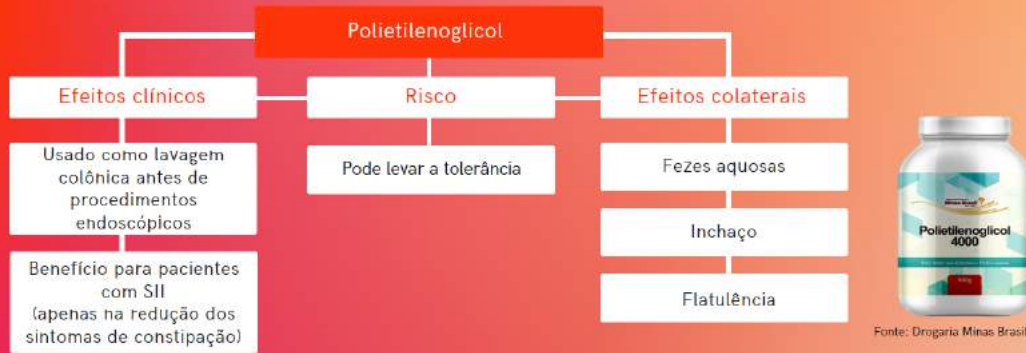 Polietilenoglicol
Efeitos clínicos
Risco
Efeitos colaterais
Usado como lavagem
colônica antes de
procedimentos
endoscópicos
Pode levar a tolerância
Fezes aquosas
Inchaço
Benefício para pacientes
com SII
(apenas na redução dos
sintomas de constipação)
Flatulência
Minas Brasil
Polietilenoglicol
4000
Fonte: Drogaria Minas Brasil